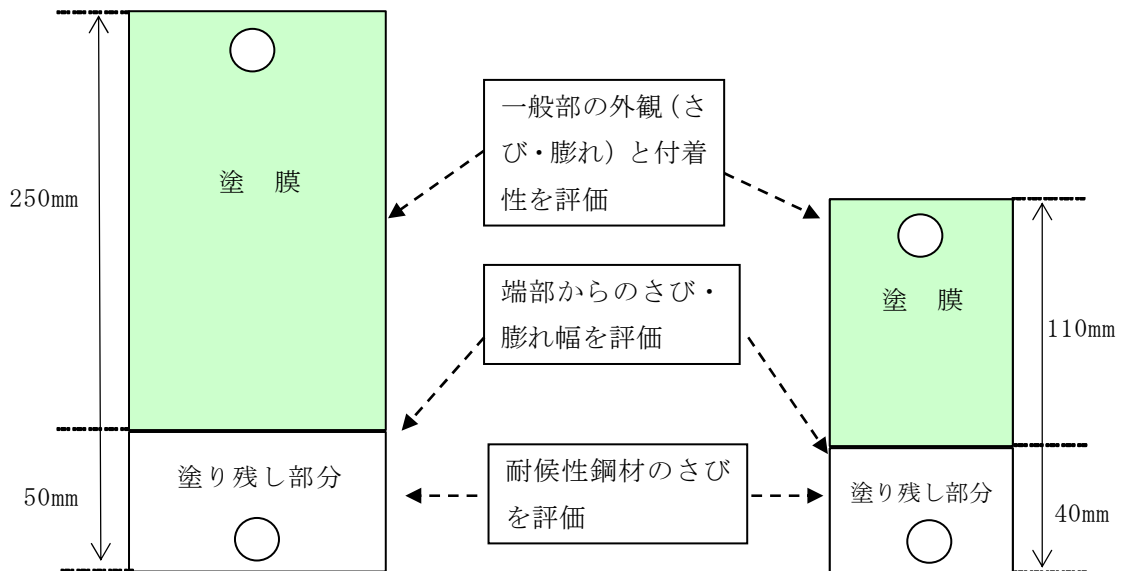 塗 膜
250mm
塗り残し部分
50mm
一般部の外観(さ
び・膨れ)と付着
性を評価
端部からのさび・
膨れ幅を評価
耐候性鋼材のさび
を評価
塗 膜
110mm
塗り残し部分
40mm